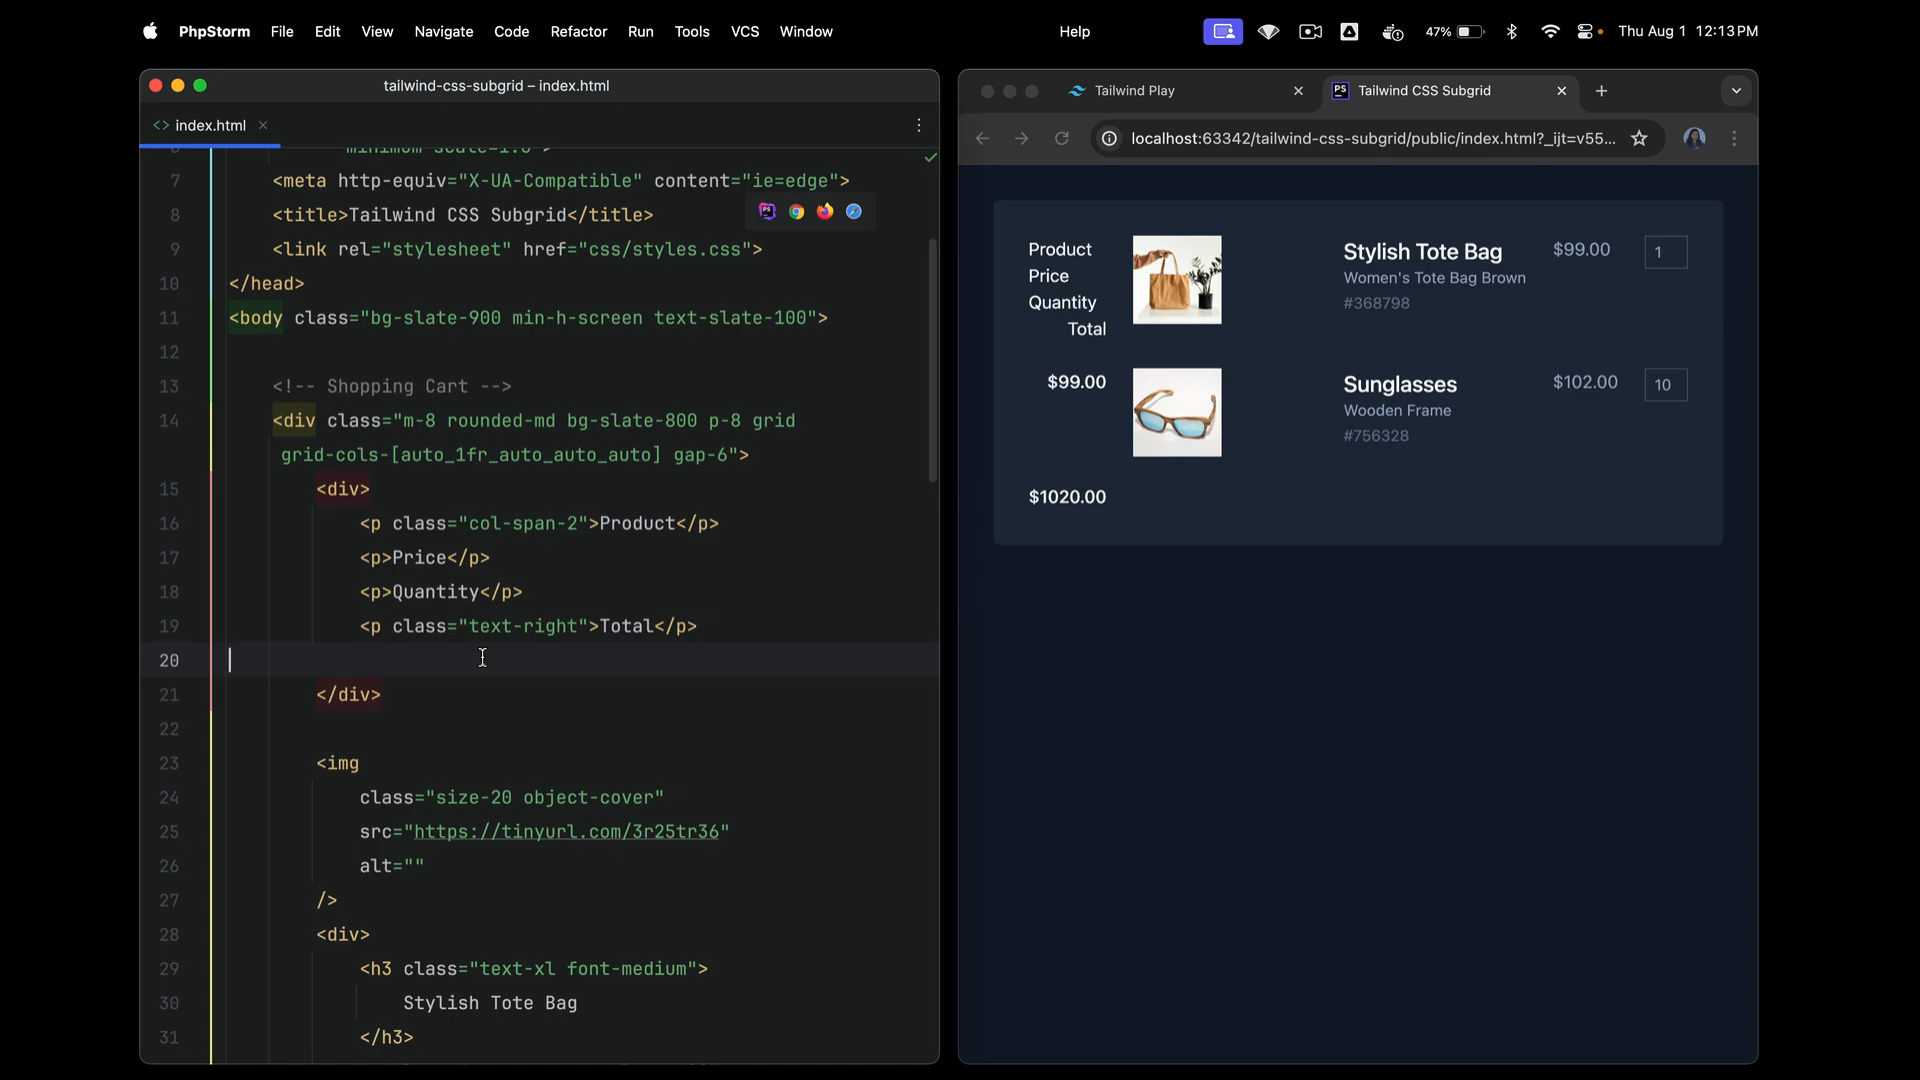 PhpStorm File Edit View Navigate Code Refactor Run Tools VCS Window Help 47% Thu Aug 1 12:13 PM
tailwind-css-subgrid – index.html
<> index.html
6 minimum-scale=1.0">
7 <meta http-equiv="X-UA-Compatible" content="ie=edge">
8 <title>Tailwind CSS Subgrid</title>
9 <link rel="stylesheet" href="css/styles.css">
10 </head>
11 <body class="bg-slate-900 min-h-screen text-slate-100">
12
13 <!-- Shopping Cart -->
14 <div class="m-8 rounded-md bg-slate-800 p-8 grid
grid-cols-[auto_1fr_auto_auto_auto] gap-6">
15 <div>
16 <p class="col-span-2">Product</p>
17 <p>Price</p>
18 <p>Quantity</p>
19 <p class="text-right">Total</p>
20
21 </div>
22
23 <img
24 class="size-20 object-cover"
25 src="https://tinyurl.com/3r25tr36"
26 alt=""
27 />
28 <div>
29 <h3 class="text-xl font-medium">
30 Stylish Tote Bag
31 </h3>
Tailwind Play
PS Tailwind CSS Subgrid
localhost:63342/tailwind-css-subgrid/public/index.html?_ijt=v55...
Product
Price
Quantity
Total
Stylish Tote Bag
Women's Tote Bag Brown
#368798
$99.00
1
$99.00
Sunglasses
Wooden Frame
#756328
$102.00
10
$1020.00